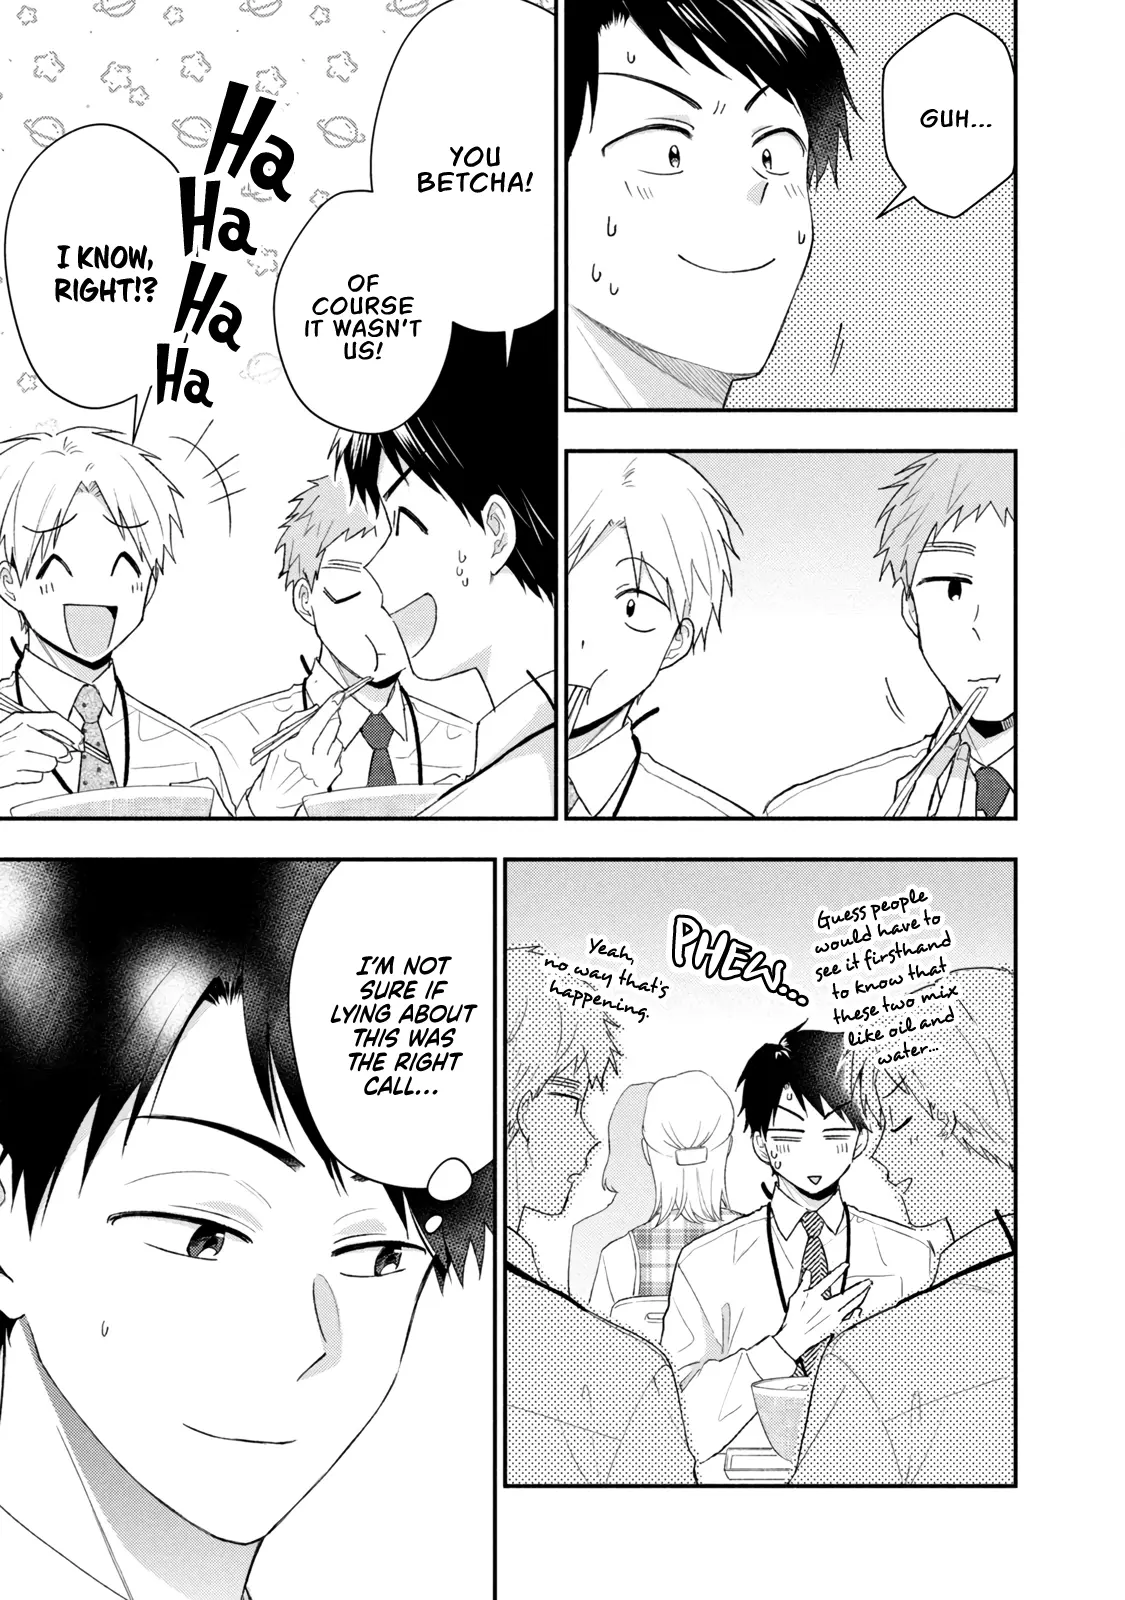 GUH...
YOU
BETCHA!
OF
COURSE
IT WASN'T
US!
Ha
Ha
Ha
Ha
I KNOW,
RIGHT!?
Guess people
would have to
see it firsthand
to know that
these two mix
like oil and
water...
PHEW...
Yeah,
no way that's
happening.
I'M NOT
SURE IF
LYING ABOUT
THIS WAS
THE RIGHT
CALL...